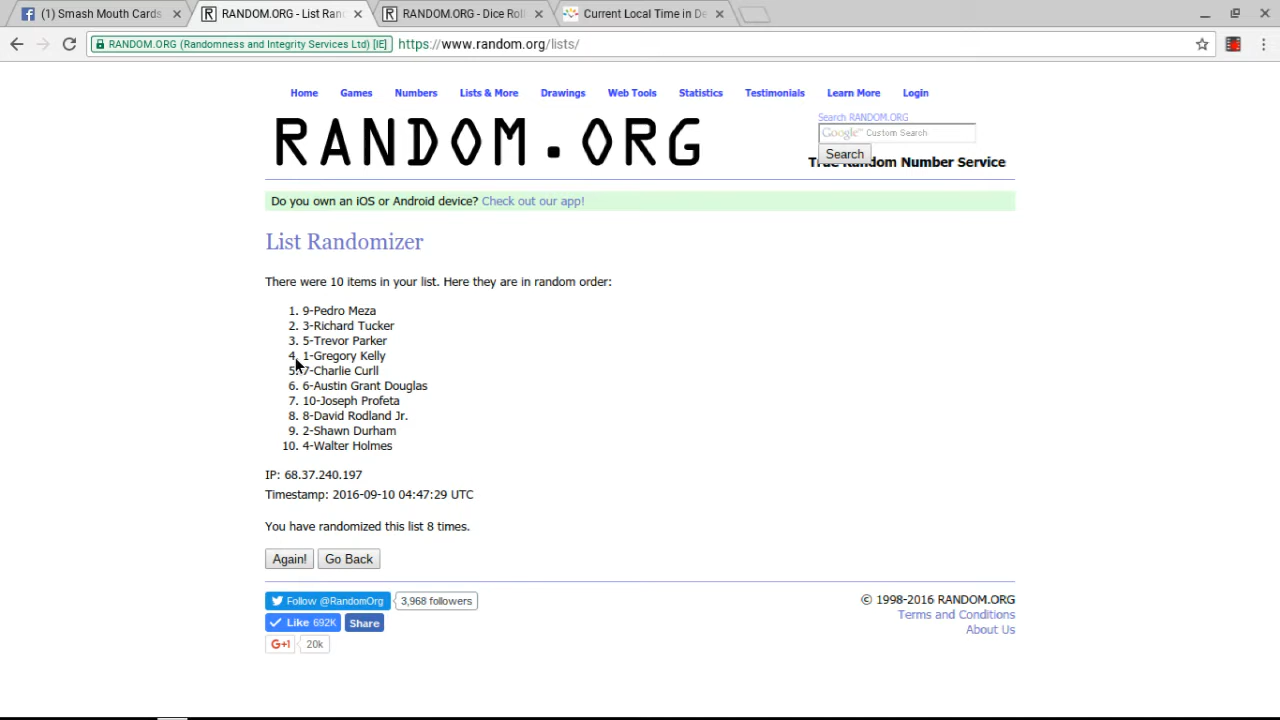 (1) Smash Mouth Cards
RANDOM.ORG - List Ran
RANDOM.ORG - Dice Roll
Current Local Time in De
RANDOM.ORG (Randomness and Integrity Services Ltd) [IE]
https://www.random.org/lists/
Home Games Numbers Lists & More Drawings Web Tools Statistics Testimonials Learn More Login
RANDOM.ORG
Search RANDOM.ORG
Google™ Custom Search
Search
True Random Number Service
Do you own an iOS or Android device? Check out our app!
List Randomizer
There were 10 items in your list. Here they are in random order:
1. 9-Pedro Meza
2. 3-Richard Tucker
3. 5-Trevor Parker
4. 1-Gregory Kelly
5. 7-Charlie Curll
6. 6-Austin Grant Douglas
7. 10-Joseph Profeta
8. 8-David Rodland Jr.
9. 2-Shawn Durham
10. 4-Walter Holmes
IP: 68.37.240.197
Timestamp: 2016-09-10 04:47:29 UTC
You have randomized this list 8 times.
Again! Go Back
Follow @RandomOrg 3,968 followers
Like 692K Share
G+1 20k
© 1998-2016 RANDOM.ORG
Terms and Conditions
About Us